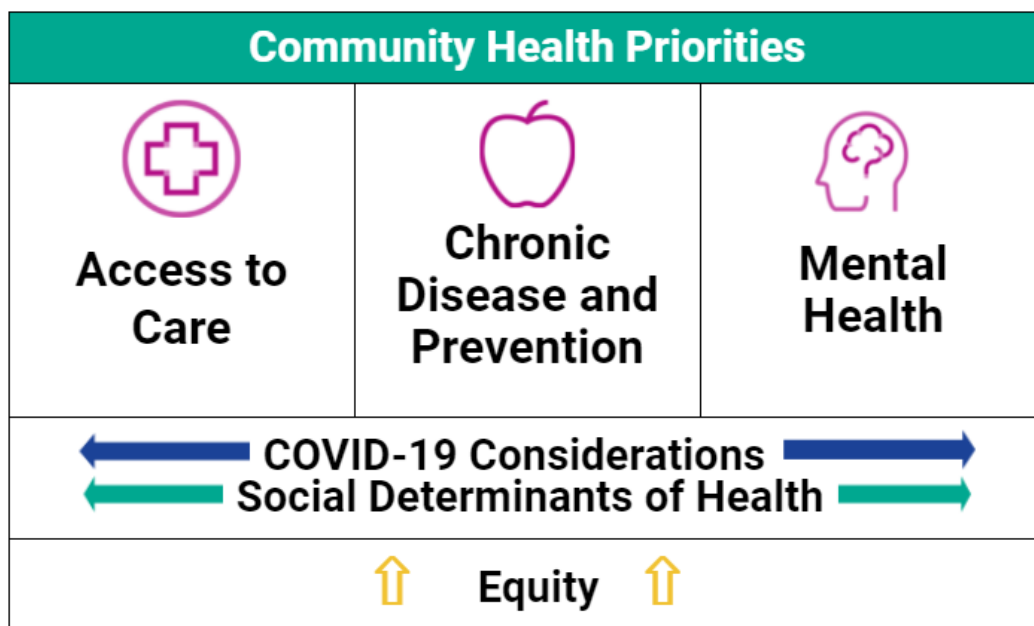 Community Health Priorities
Access to
Care
Chronic
Disease and
Prevention
Mental
Health
COVID-19 Considerations
Social Determinants of Health
Equity